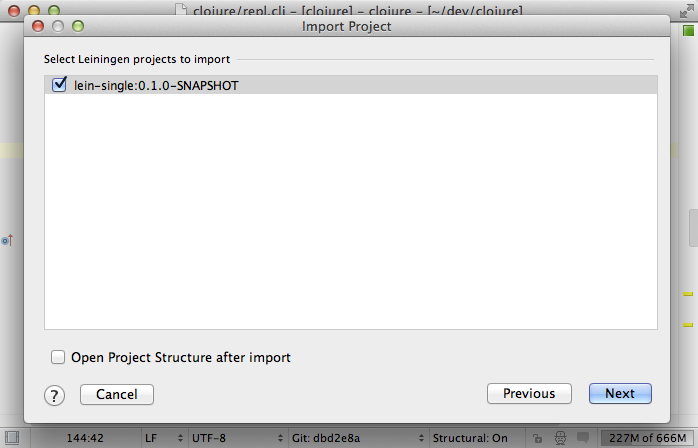 clojure/repl.clj – [clojure] – clojure – [~/dev/clojure]
Import Project
Select Leiningen projects to import
lein-single:0.1.0-SNAPSHOT
Open Project Structure after import
? Cancel Previous Next
144:42 LF UTF-8 Git: dbd2e8a Structural: On 227M of 666M